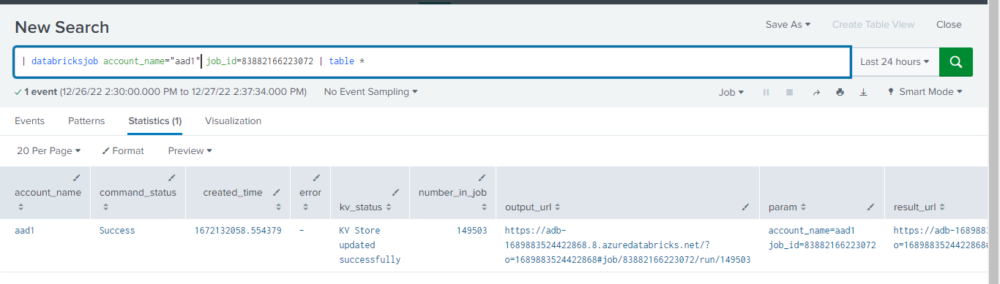 New Search
Save As
Create Table View
Close
| databricksjob account_name="aad1" job_id=83882166223072 | table *
Last 24 hours
1 event (12/26/22 2:30:00.000 PM to 12/27/22 2:37:34.000 PM)
No Event Sampling
Job
Smart Mode
Events
Patterns
Statistics (1)
Visualization
20 Per Page
Format
Preview
account_name
command_status
created_time
error
kv_status
number_in_job
output_url
param
result_url
aad1
Success
1672132058.554379
-
KV Store
updated
successfully
149503
https://adb-
1689883524422868.8.azuredatabricks.net/?
o=1689883524422868#job/83882166223072/run/149503
account_name=aad1
job_id=83882166223072
https://adb-168988
o=1689883524422868#